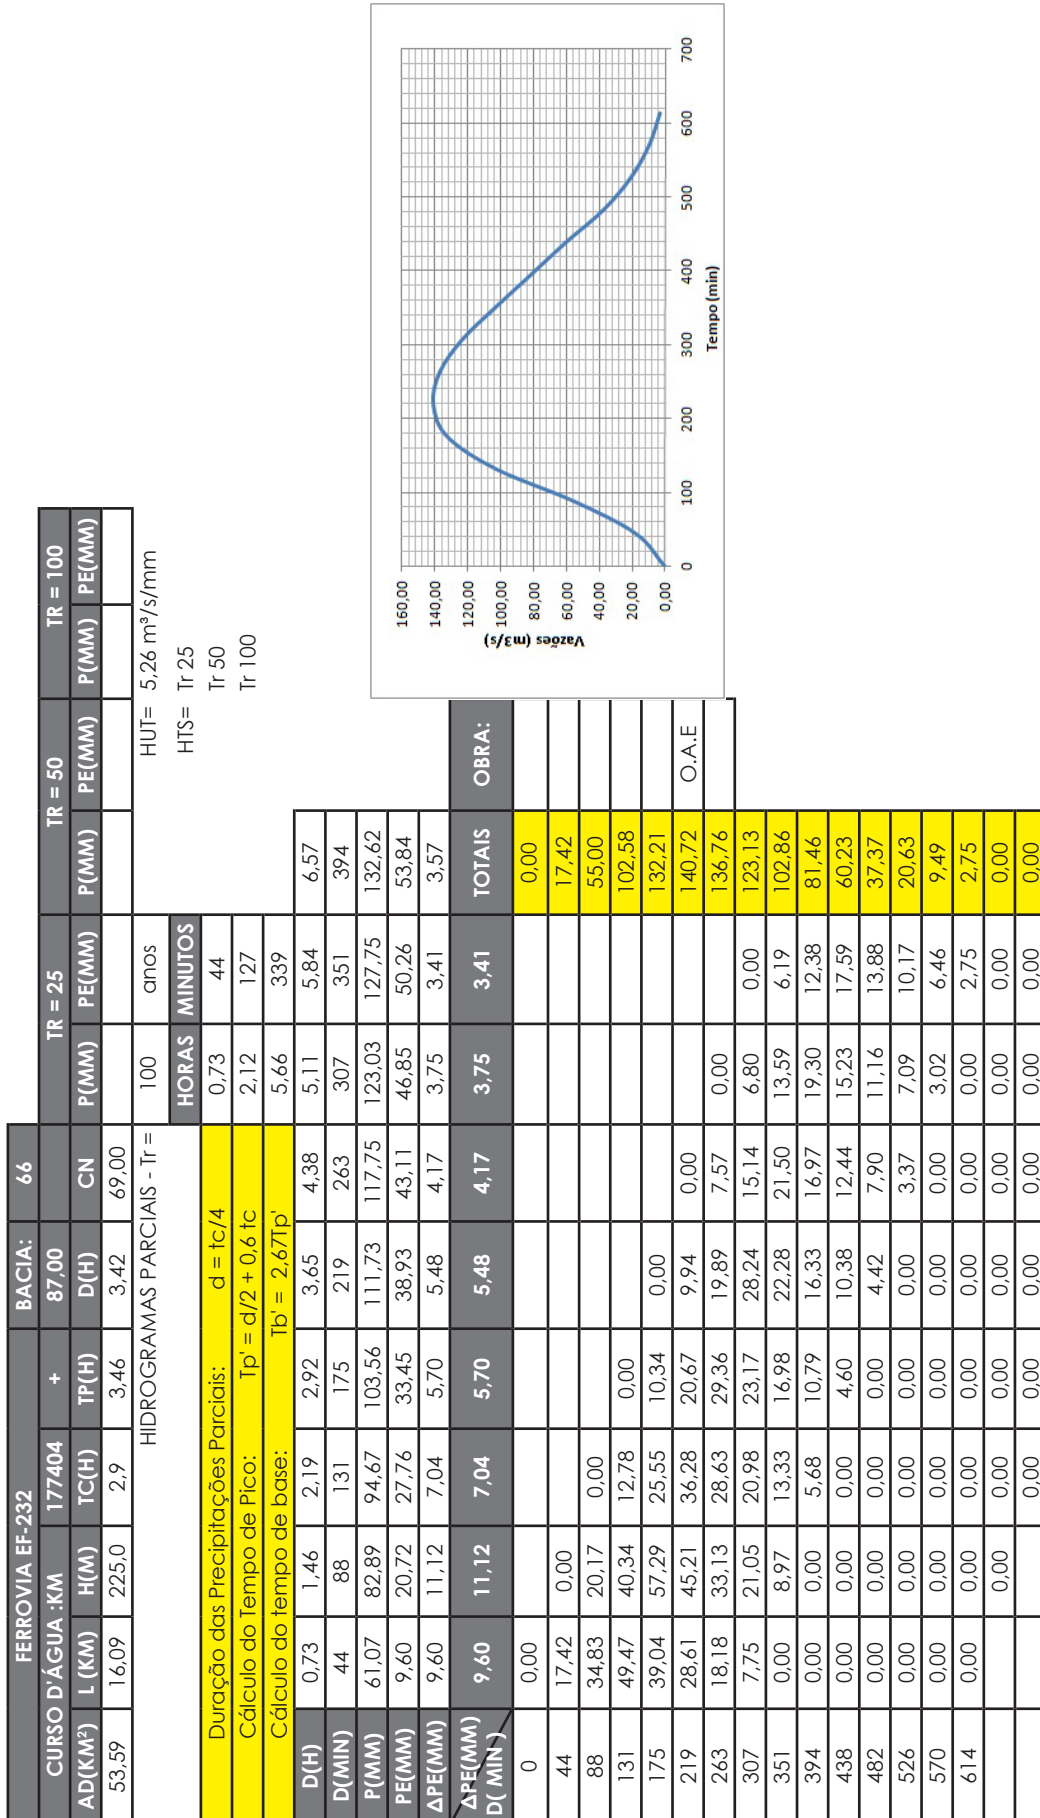 FERROVIA EF-232 BACIA: 66
CURSO D'ÁGUA :KM 177404 + 87,00 TR = 25 TR = 50 TR = 100
AD(KM²) L (KM) H(M) TC(H) TP(H) D(H) CN P(MM) PE(MM) P(MM) PE(MM) P(MM) PE(MM)
53,59 16,09 225,0 2,9 3,46 3,42 69,00
HIDROGRAMAS PARCIAIS - Tr = 100 anos HUT= 5,26 m³/s/mm
HORAS MINUTOS HTS= Tr 25
Duração das Precipitações Parciais: d = tc/4 0,73 44 Tr 50
Cálculo do Tempo de Pico: Tp' = d/2 + 0,6 tc 2,12 127 Tr 100
Cálculo do tempo de base: Tb' = 2,67Tp' 5,66 339
D(H) 0,73 1,46 2,19 2,92 3,65 4,38 5,11 5,84 6,57
D(MIN) 44 88 131 175 219 263 307 351 394
P(MM) 61,07 82,89 94,67 103,56 111,73 117,75 123,03 127,75 132,62
PE(MM) 9,60 20,72 27,76 33,45 38,93 43,11 46,85 50,26 53,84
ΔPE(MM) 9,60 11,12 7,04 5,70 5,48 4,17 3,75 3,41 3,57
ΔPE(MM) D( MIN ) 9,60 11,12 7,04 5,70 5,48 4,17 3,75 3,41 TOTAIS OBRA:
0 0,00 0,00
44 17,42 0,00 17,42
88 34,83 20,17 0,00 55,00
131 49,47 40,34 12,78 0,00 102,58
175 39,04 57,29 25,55 10,34 0,00 132,21
219 28,61 45,21 36,28 20,67 9,94 0,00 140,72 O.A.E
263 18,18 33,13 28,63 29,36 19,89 7,57 0,00 136,76
307 7,75 21,05 20,98 23,17 28,24 15,14 6,80 0,00 123,13
351 0,00 8,97 13,33 16,98 22,28 21,50 13,59 6,19 102,86
394 0,00 0,00 5,68 10,79 16,33 16,97 19,30 12,38 81,46
438 0,00 0,00 0,00 4,60 10,38 12,44 15,23 17,59 60,23
482 0,00 0,00 0,00 0,00 4,42 7,90 11,16 13,88 37,37
526 0,00 0,00 0,00 0,00 0,00 3,37 7,09 10,17 20,63
570 0,00 0,00 0,00 0,00 0,00 0,00 3,02 6,46 9,49
614 0,00 0,00 0,00 0,00 0,00 0,00 0,00 2,75 2,75
0,00 0,00 0,00 0,00 0,00 0,00 0,00 0,00
0,00 0,00 0,00 0,00 0,00 0,00 0,00
160,00
140,00
120,00
100,00
80,00
60,00
40,00
20,00
0,00
Vazões (m3/s)
0 100 200 300 400 500 600 700
Tempo (min)